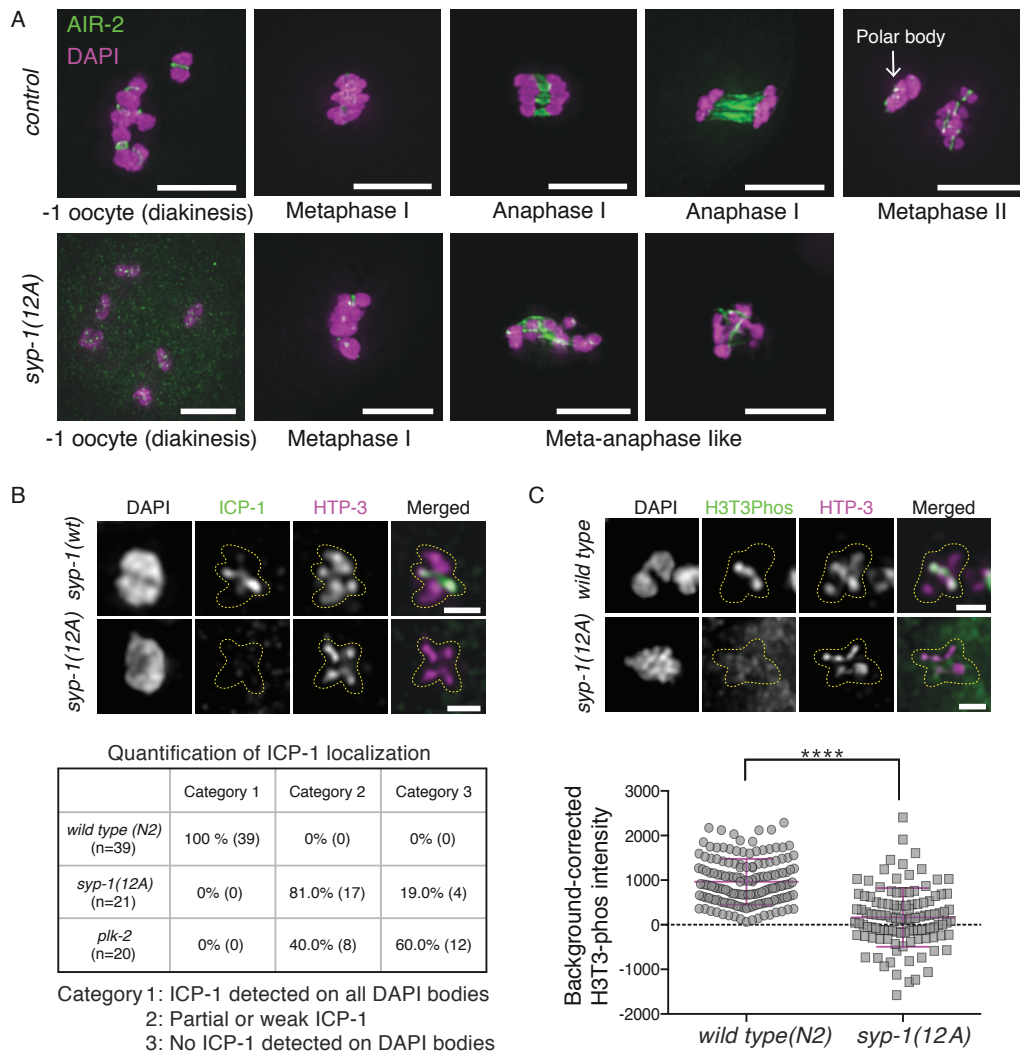 A
AIR-2
DAPI
control
Polar body
-1 oocyte (diakinesis)
Metaphase I
Anaphase I
Anaphase I
Metaphase II
syp-1(12A)
-1 oocyte (diakinesis)
Metaphase I
Meta-anaphase like
B
DAPI
ICP-1
HTP-3
Merged
syp-1(wt)
syp-1(12A)
Quantification of ICP-1 localization
Category 1
Category 2
Category 3
wild type (N2)
(n=39)
100 % (39)
0% (0)
0% (0)
syp-1(12A)
(n=21)
0% (0)
81.0% (17)
19.0% (4)
plk-2
(n=20)
0% (0)
40.0% (8)
60.0% (12)
Category 1: ICP-1 detected on all DAPI bodies
2: Partial or weak ICP-1
3: No ICP-1 detected on DAPI bodies
C
DAPI
H3T3Phos
HTP-3
Merged
wild type
syp-1(12A)
****
Background-corrected
H3T3-phos intensity
3000
2000
1000
0
-1000
-2000
wild type(N2)
syp-1(12A)